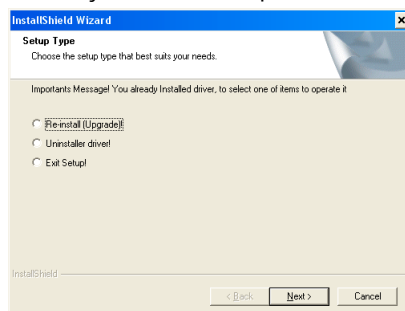 InstallShield Wizard
Setup Type
Choose the setup type that best suits your needs.
Importants Message! You already Installed driver, to select one of items to operate it
Re-install (Upgrade)!
Uninstaller driver!
Exit Setup!
InstallShield
< Back
Next >
Cancel